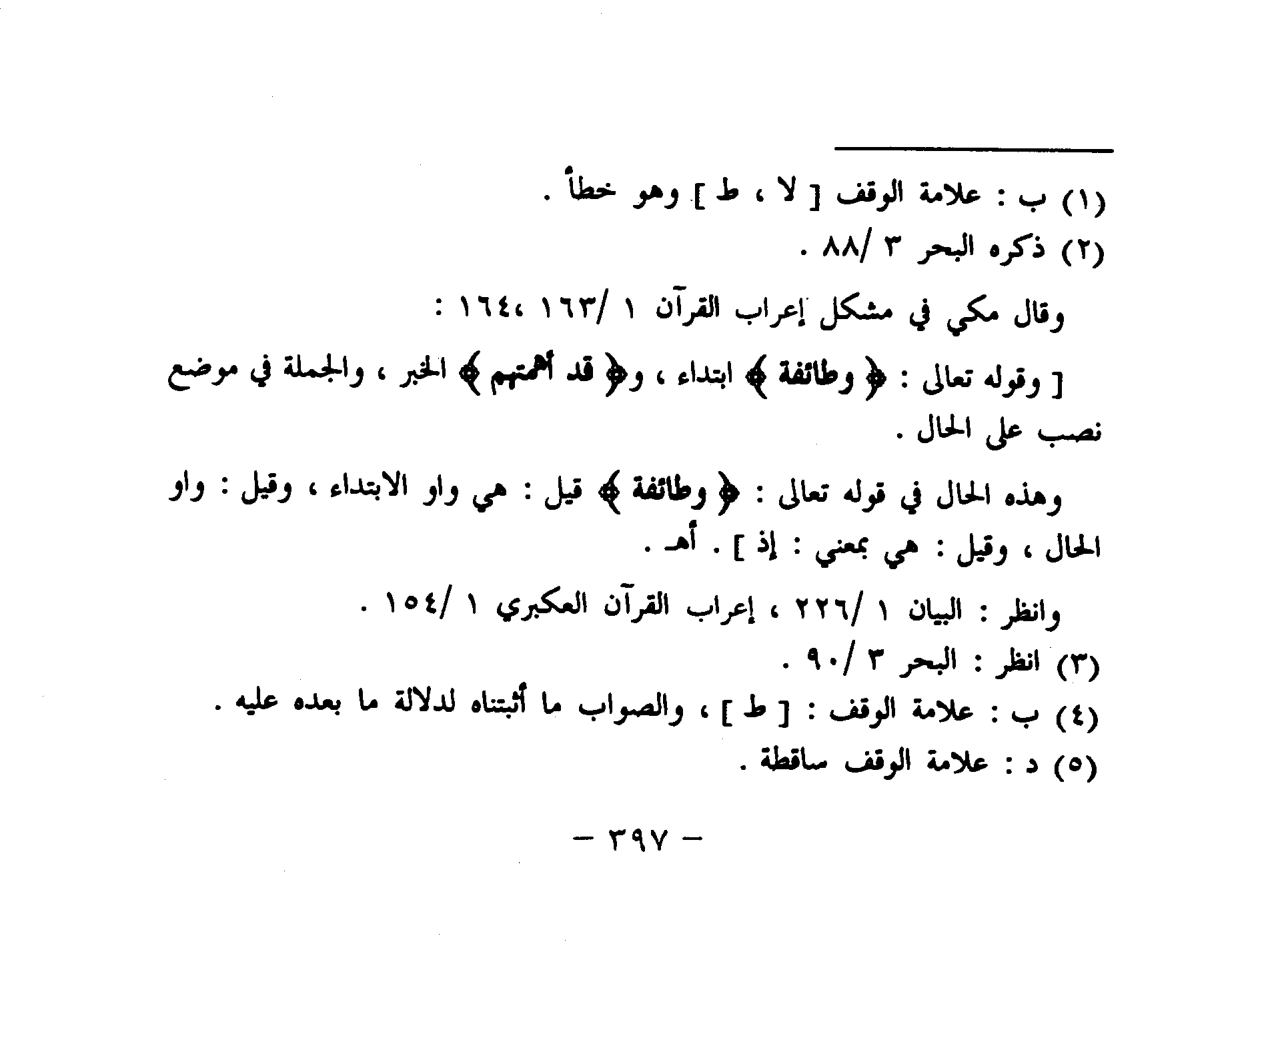 (١) ب : علامة الوقف [ لا ، ط ] وهو خطأ .
(٢) ذكره البحر ٣ /٨٨ .
وقال مكي في مشكل إعراب القرآن ١ /١٦٣ ،١٦٤ :
[ وقوله تعالى : ﴿ وطائفة ﴾ ابتداء ، و﴿ قد أهمتهم ﴾ الخبر ، والجملة في موضع
نصب على الحال .
وهذه الحال في قوله تعالى : ﴿ وطائفة ﴾ قيل : هي واو الابتداء ، وقيل : واو
الحال ، وقيل : هي بمعني : إذ ] . أهـ .
وانظر : البيان ١ /٢٢٦ ، إعراب القرآن العكبري ١ /١٥٤ .
(٣) انظر : البحر ٣ /٩٠ .
(٤) ب : علامة الوقف : [ ط ] ، والصواب ما أثبتناه لدلالة ما بعده عليه .
(٥) د : علامة الوقف ساقطة .
– ٣٩٧ –